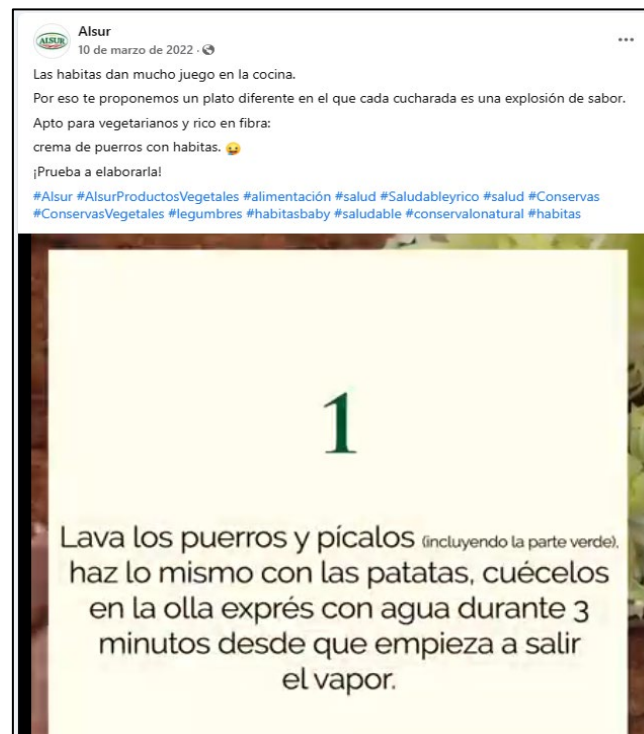 ALSUR
Alsur
10 de marzo de 2022 ·
Las habitas dan mucho juego en la cocina.
Por eso te proponemos un plato diferente en el que cada cucharada es una explosión de sabor.
Apto para vegetarianos y rico en fibra:
crema de puerros con habitas. 😜
¡Prueba a elaborarla!
#Alsur #AlsurProductosVegetales #alimentación #salud #Saludableyrico #salud #Conservas
#ConservasVegetales #legumbres #habitasbaby #saludable #conservalonatural #habitas
1
Lava los puerros y pícalos (incluyendo la parte verde),
haz lo mismo con las patatas, cuécelos
en la olla exprés con agua durante 3
minutos desde que empieza a salir
el vapor.